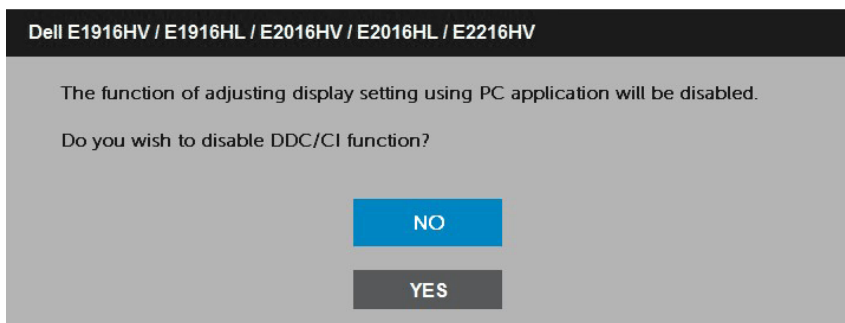 Dell E1916HV / E1916HL / E2016HV / E2016HL / E2216HV
The function of adjusting display setting using PC application will be disabled.
Do you wish to disable DDC/CI function?
NO
YES